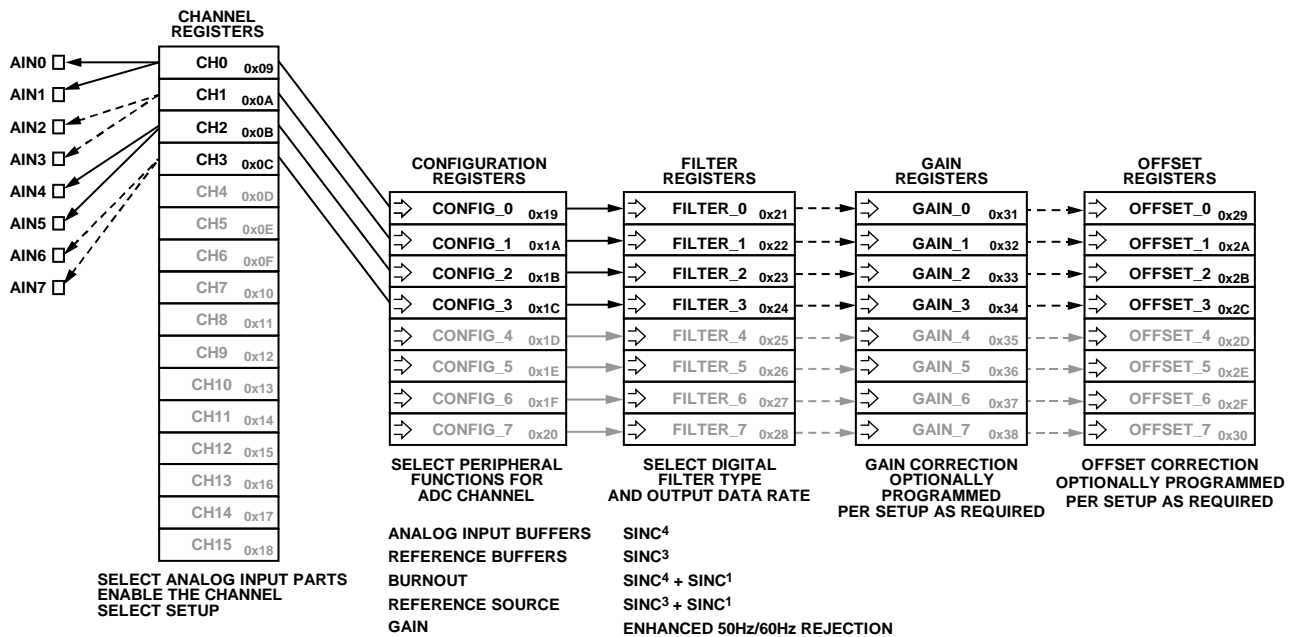 CHANNEL
REGISTERS
AIN0
AIN1
AIN2
AIN3
AIN4
AIN5
AIN6
AIN7
CH0 0x09
CH1 0x0A
CH2 0x0B
CH3 0x0C
CH4 0x0D
CH5 0x0E
CH6 0x0F
CH7 0x10
CH8 0x11
CH9 0x12
CH10 0x13
CH11 0x14
CH12 0x15
CH13 0x16
CH14 0x17
CH15 0x18
SELECT ANALOG INPUT PARTS
ENABLE THE CHANNEL
SELECT SETUP
CONFIGURATION
REGISTERS
CONFIG_0 0x19
CONFIG_1 0x1A
CONFIG_2 0x1B
CONFIG_3 0x1C
CONFIG_4 0x1D
CONFIG_5 0x1E
CONFIG_6 0x1F
CONFIG_7 0x20
SELECT PERIPHERAL
FUNCTIONS FOR
ADC CHANNEL
ANALOG INPUT BUFFERS
REFERENCE BUFFERS
BURNOUT
REFERENCE SOURCE
GAIN
FILTER
REGISTERS
FILTER_0 0x21
FILTER_1 0x22
FILTER_2 0x23
FILTER_3 0x24
FILTER_4 0x25
FILTER_5 0x26
FILTER_6 0x27
FILTER_7 0x28
SELECT DIGITAL
FILTER TYPE
AND OUTPUT DATA RATE
SINC⁴
SINC³
SINC⁴ + SINC¹
SINC³ + SINC¹
ENHANCED 50Hz/60Hz REJECTION
GAIN
REGISTERS
GAIN_0 0x31
GAIN_1 0x32
GAIN_2 0x33
GAIN_3 0x34
GAIN_4 0x35
GAIN_5 0x36
GAIN_6 0x37
GAIN_7 0x38
GAIN CORRECTION
OPTIONALLY
PROGRAMMED
PER SETUP AS REQUIRED
OFFSET
REGISTERS
OFFSET_0 0x29
OFFSET_1 0x2A
OFFSET_2 0x2B
OFFSET_3 0x2C
OFFSET_4 0x2D
OFFSET_5 0x2E
OFFSET_6 0x2F
OFFSET_7 0x30
OFFSET CORRECTION
OPTIONALLY PROGRAMMED
PER SETUP AS REQUIRED